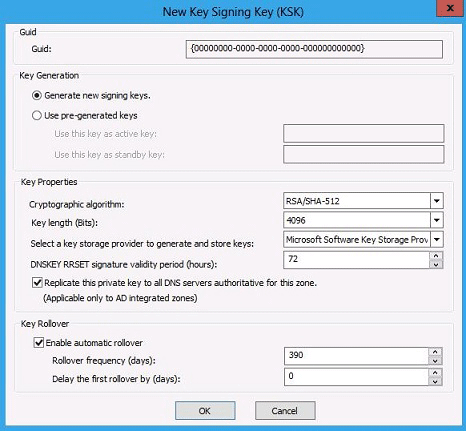 New Key Signing Key (KSK)
x
Guid
Guid: {00000000-0000-0000-0000-000000000000}
Key Generation
Generate new signing keys.
Use pre-generated keys
Use this key as active key:
Use this key as standby key:
Key Properties
Cryptographic algorithm: RSA/SHA-512
Key length (Bits): 4096
Select a key storage provider to generate and store keys: Microsoft Software Key Storage Prov
DNSKEY RRSET signature validity period (hours): 72
Replicate this private key to all DNS servers authoritative for this zone.
(Applicable only to AD integrated zones)
Key Rollover
Enable automatic rollover
Rollover frequency (days): 390
Delay the first rollover by (days): 0
OK Cancel